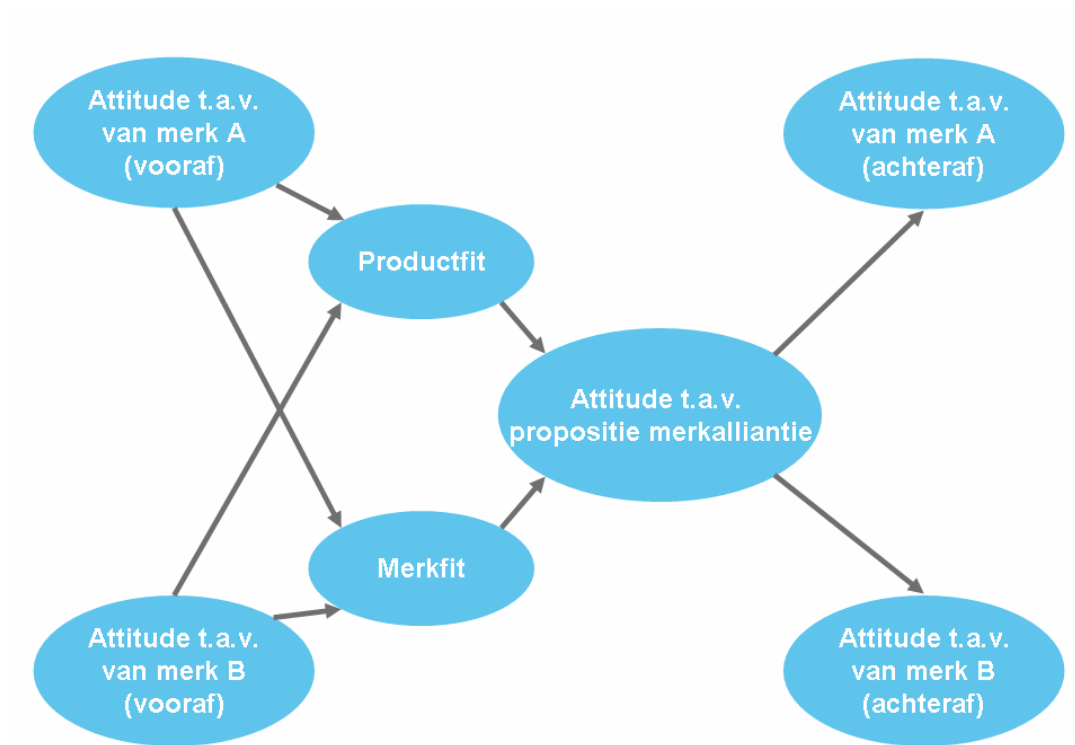 Attitude t.a.v.
van merk A
(vooraf)
Attitude t.a.v.
van merk A
(achteraf)
Productfit
Attitude t.a.v.
propositie merkalliantie
Merkfit
Attitude t.a.v.
van merk B
(vooraf)
Attitude t.a.v.
van merk B
(achteraf)